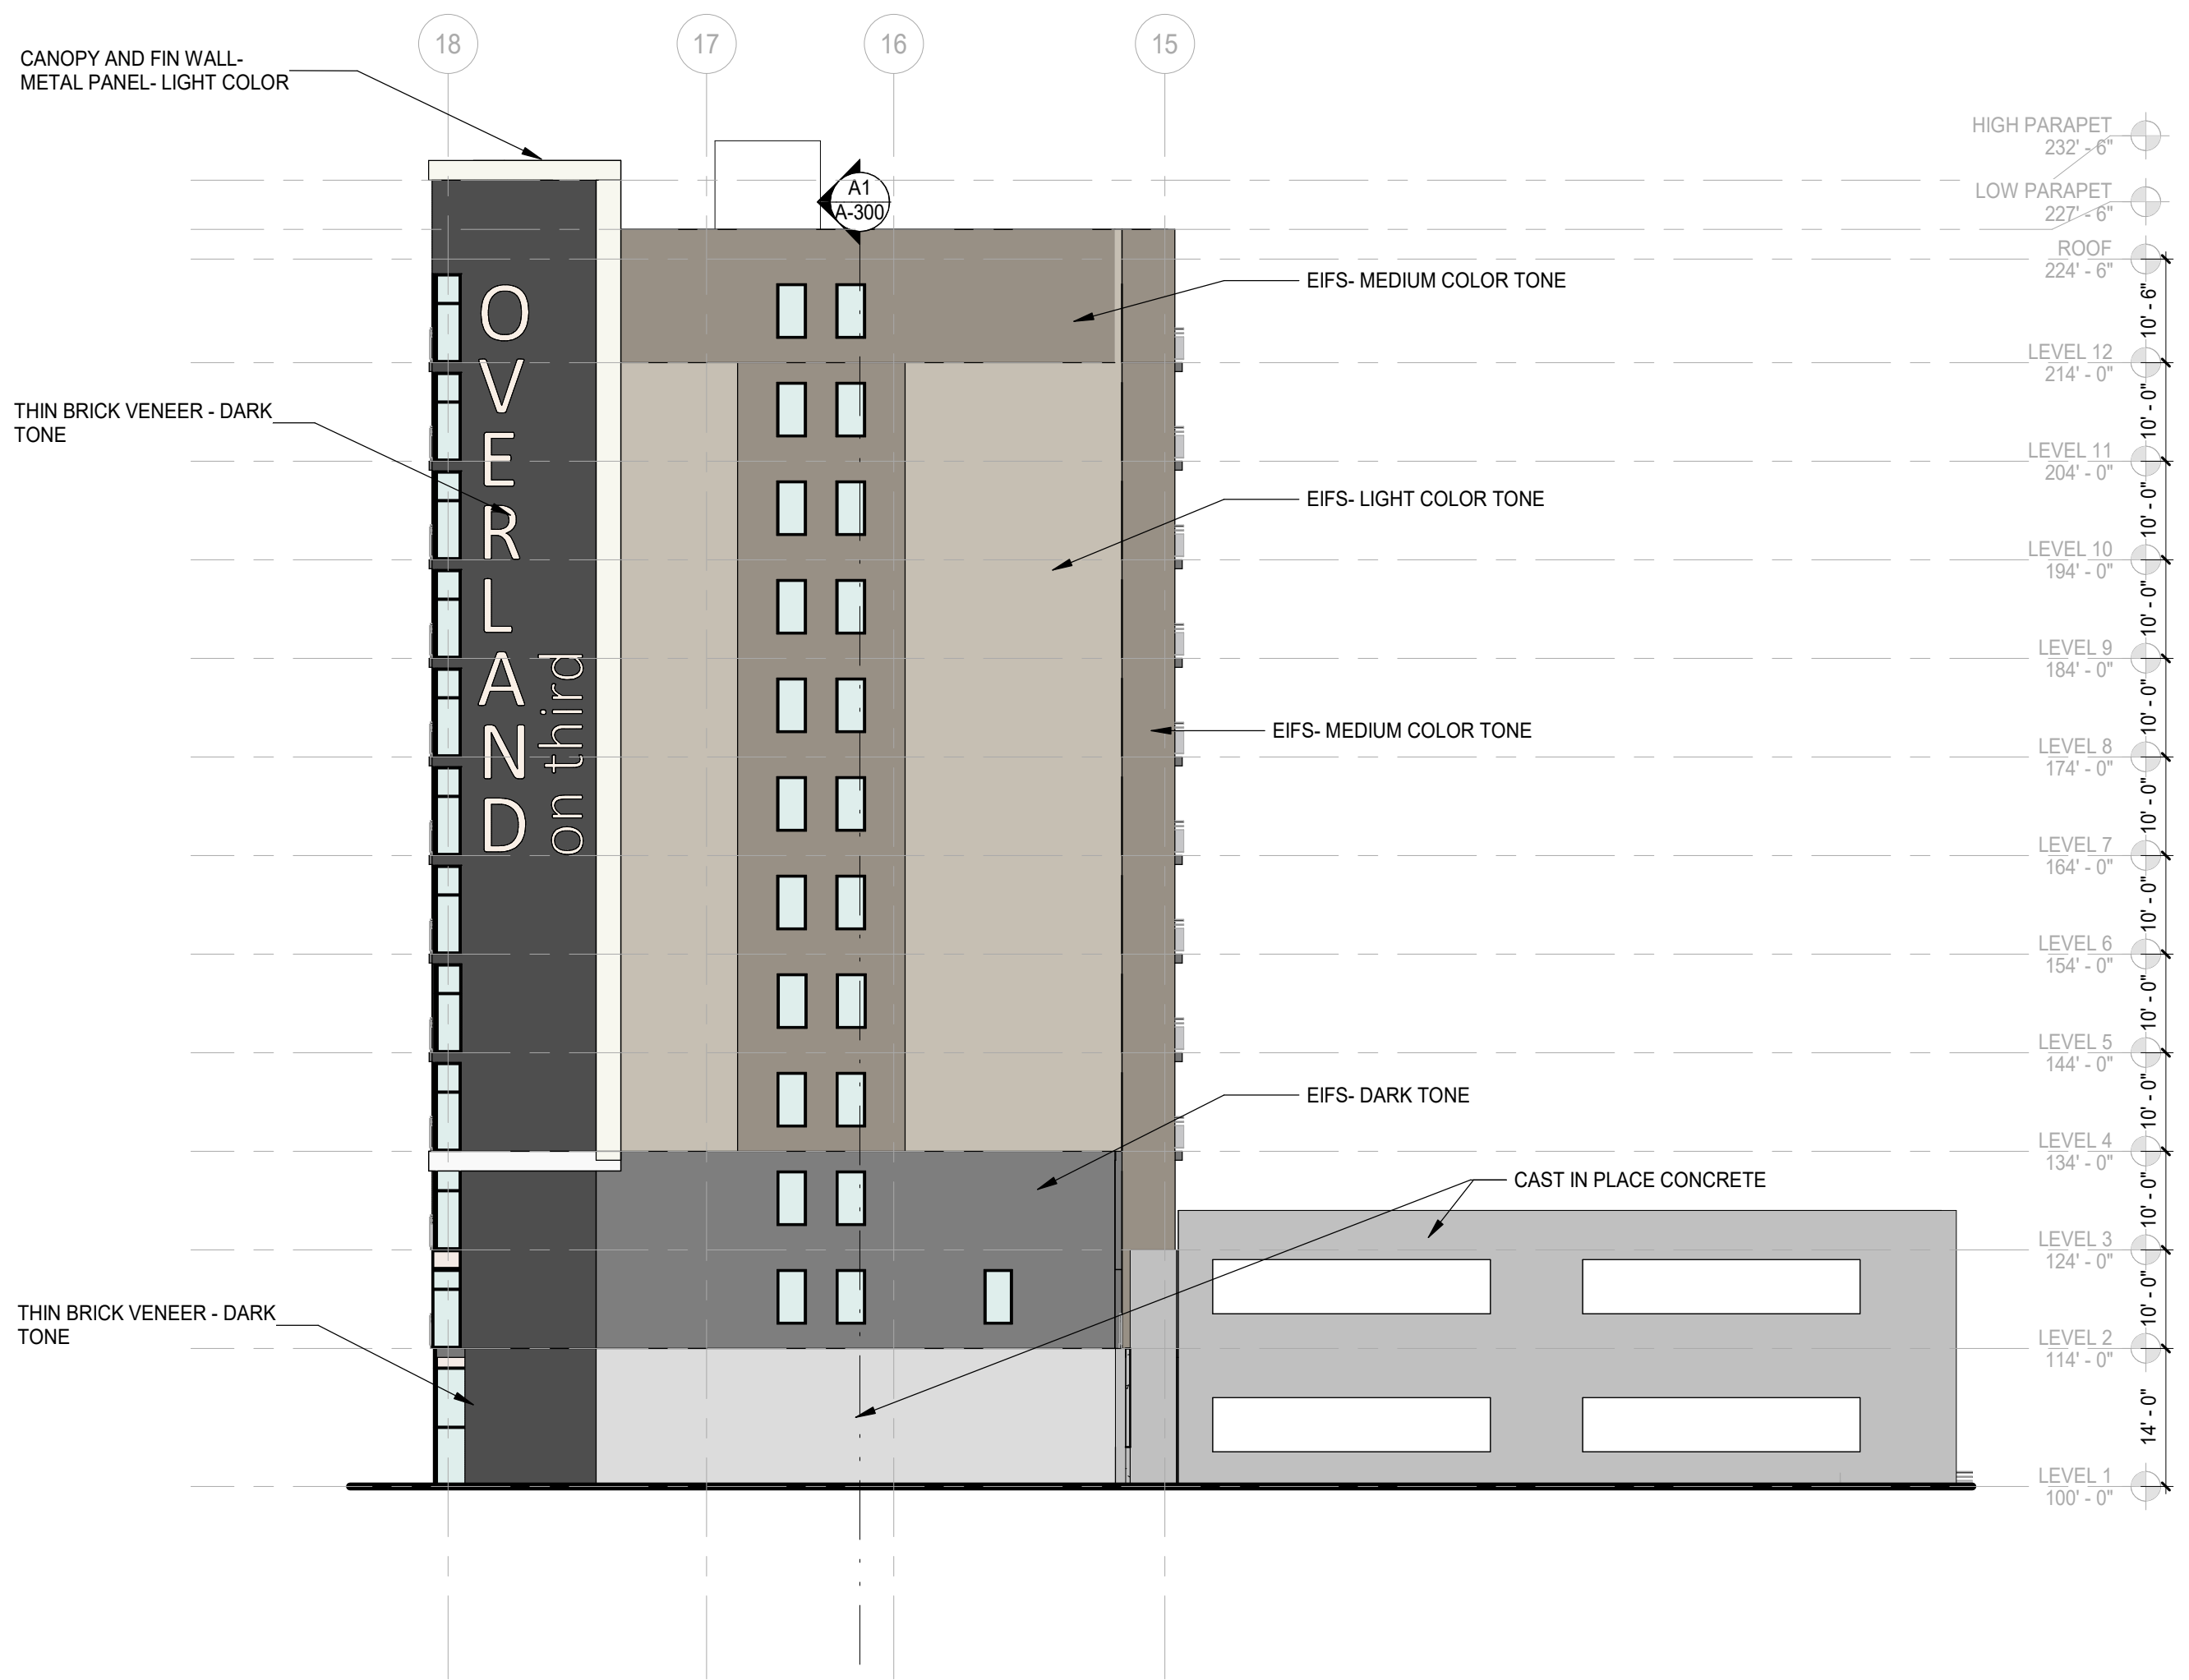 18
17
16
15
CANOPY AND FIN WALL-
METAL PANEL- LIGHT COLOR
HIGH PARAPET
232' - 6"
A1
A-300
LOW PARAPET
227' - 6"
ROOF
224' - 6"
EIFS- MEDIUM COLOR TONE
10' - 6"
LEVEL 12
214' - 0"
THIN BRICK VENEER - DARK
TONE
10' - 0"
LEVEL 11
204' - 0"
EIFS- LIGHT COLOR TONE
10' - 0"
LEVEL 10
194' - 0"
10' - 0"
LEVEL 9
184' - 0"
OVERLAND
on third
EIFS- MEDIUM COLOR TONE
10' - 0"
LEVEL 8
174' - 0"
10' - 0"
LEVEL 7
164' - 0"
10' - 0"
LEVEL 6
154' - 0"
10' - 0"
LEVEL 5
144' - 0"
EIFS- DARK TONE
10' - 0"
LEVEL 4
134' - 0"
CAST IN PLACE CONCRETE
10' - 0"
LEVEL 3
124' - 0"
THIN BRICK VENEER - DARK
TONE
10' - 0"
LEVEL 2
114' - 0"
14' - 0"
LEVEL 1
100' - 0"